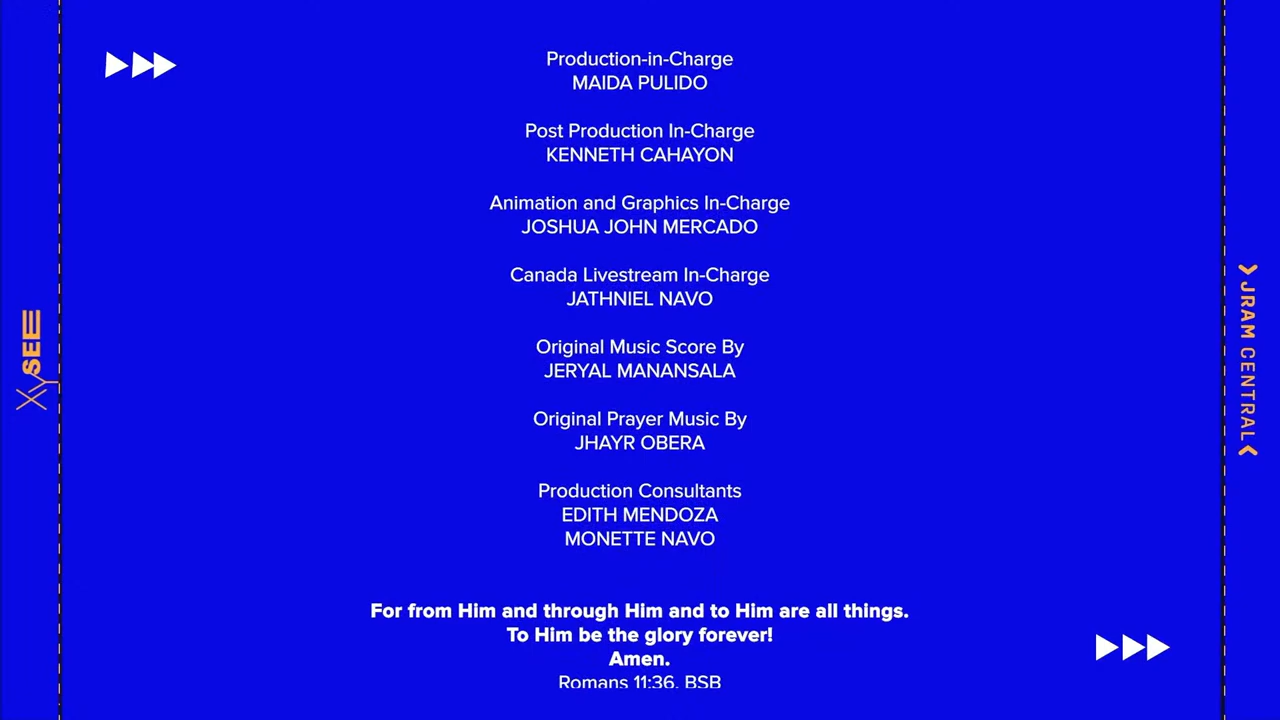 Production-in-Charge
MAIDA PULIDO
Post Production In-Charge
KENNETH CAHAYON
Animation and Graphics In-Charge
JOSHUA JOHN MERCADO
Canada Livestream In-Charge
JATHNIEL NAVO
Original Music Score By
JERYAL MANANSALA
Original Prayer Music By
JHAYR OBERA
Production Consultants
EDITH MENDOZA
MONETTE NAVO
For from Him and through Him and to Him are all things.
To Him be the glory forever!
Amen.
Romans 11:36, BSB
XYSEE
JRAM CENTRAL